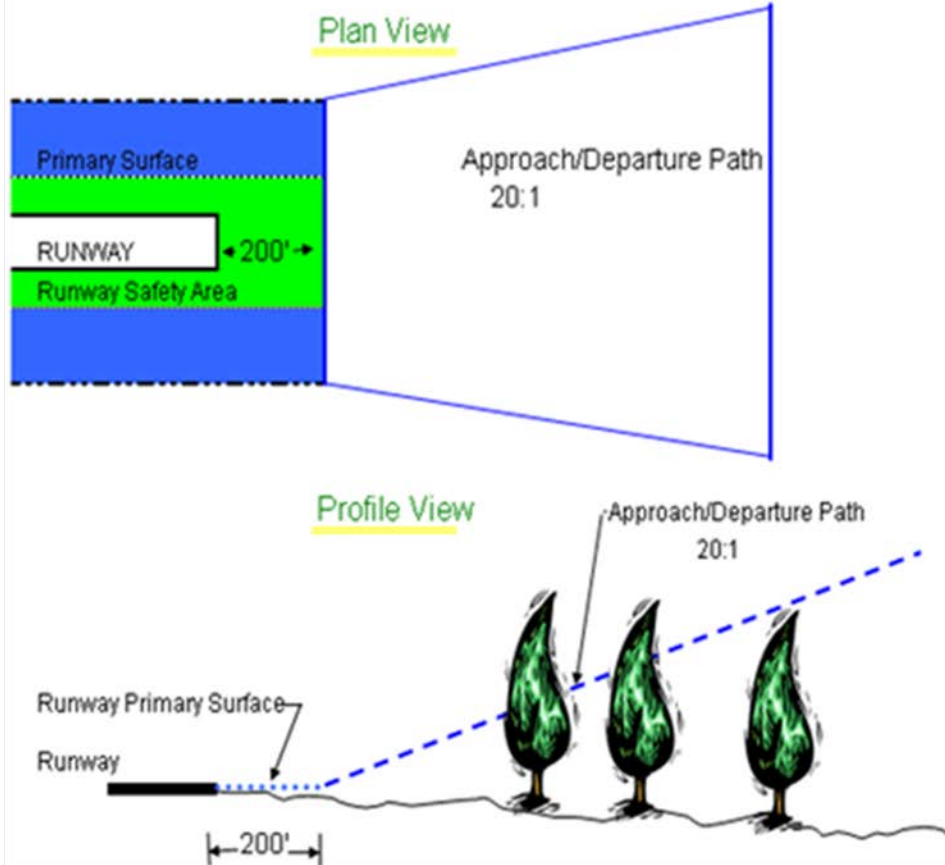 Plan View
Primary Surface
Approach/Departure Path
20:1
RUNWAY
200'
Runway Safety Area
Profile View
Approach/Departure Path
20:1
Runway Primary Surface
Runway
200'